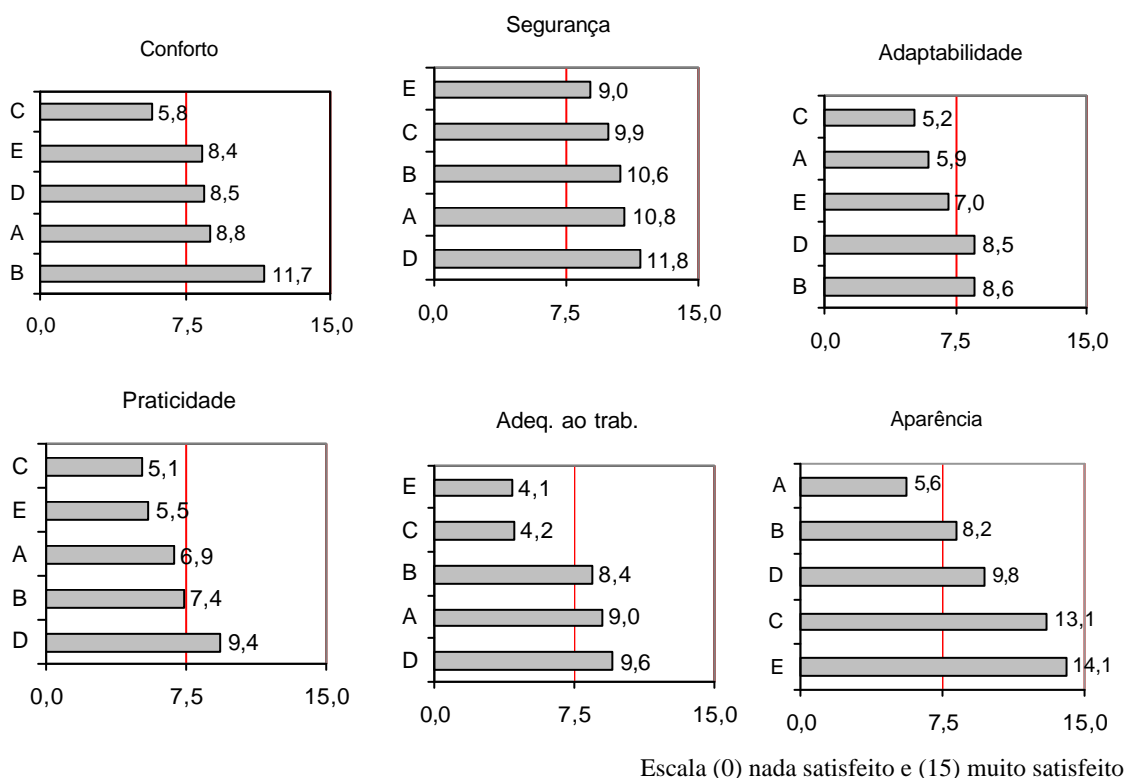 Conforto
C 5,8
E 8,4
D 8,5
A 8,8
B 11,7
0,0 7,5 15,0
Segurança
E 9,0
C 9,9
B 10,6
A 10,8
D 11,8
0,0 7,5 15,0
Adaptabilidade
C 5,2
A 5,9
E 7,0
D 8,5
B 8,6
0,0 7,5 15,0
Praticidade
C 5,1
E 5,5
A 6,9
B 7,4
D 9,4
0,0 7,5 15,0
Adeq. ao trab.
E 4,1
C 4,2
B 8,4
A 9,0
D 9,6
0,0 7,5 15,0
Aparência
A 5,6
B 8,2
D 9,8
C 13,1
E 14,1
0,0 7,5 15,0
Escala (0) nada satisfeito e (15) muito satisfeito